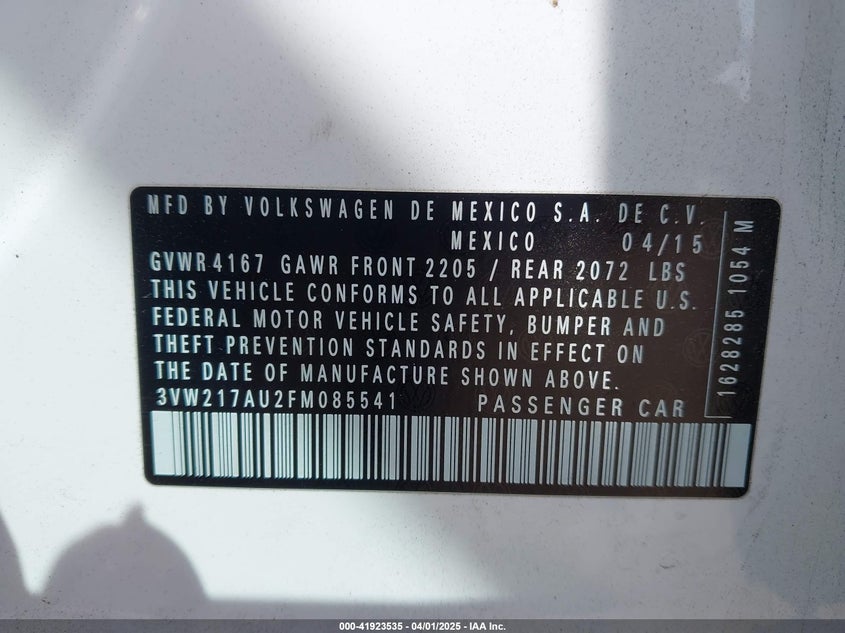 MFD BY VOLKSWAGEN DE MEXICO S.A. DE C.V.
MEXICO 04/15
GVWR 4167 GAWR FRONT 2205 / REAR 2072 LBS
THIS VEHICLE CONFORMS TO ALL APPLICABLE U.S.
FEDERAL MOTOR VEHICLE SAFETY, BUMPER AND
THEFT PREVENTION STANDARDS IN EFFECT ON
THE DATE OF MANUFACTURE SHOWN ABOVE.
3VW217AU2FM085541 PASSENGER CAR
1628285 1054 M
000-41923535 - 04/01/2025 - IAA Inc.